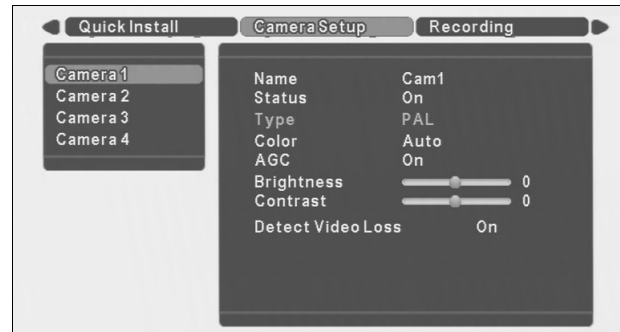 Quick Install Camera Setup Recording
Camera 1
Camera 2
Camera 3
Camera 4
Name Cam1
Status On
Type PAL
Color Auto
AGC On
Brightness 0
Contrast 0
Detect Video Loss On